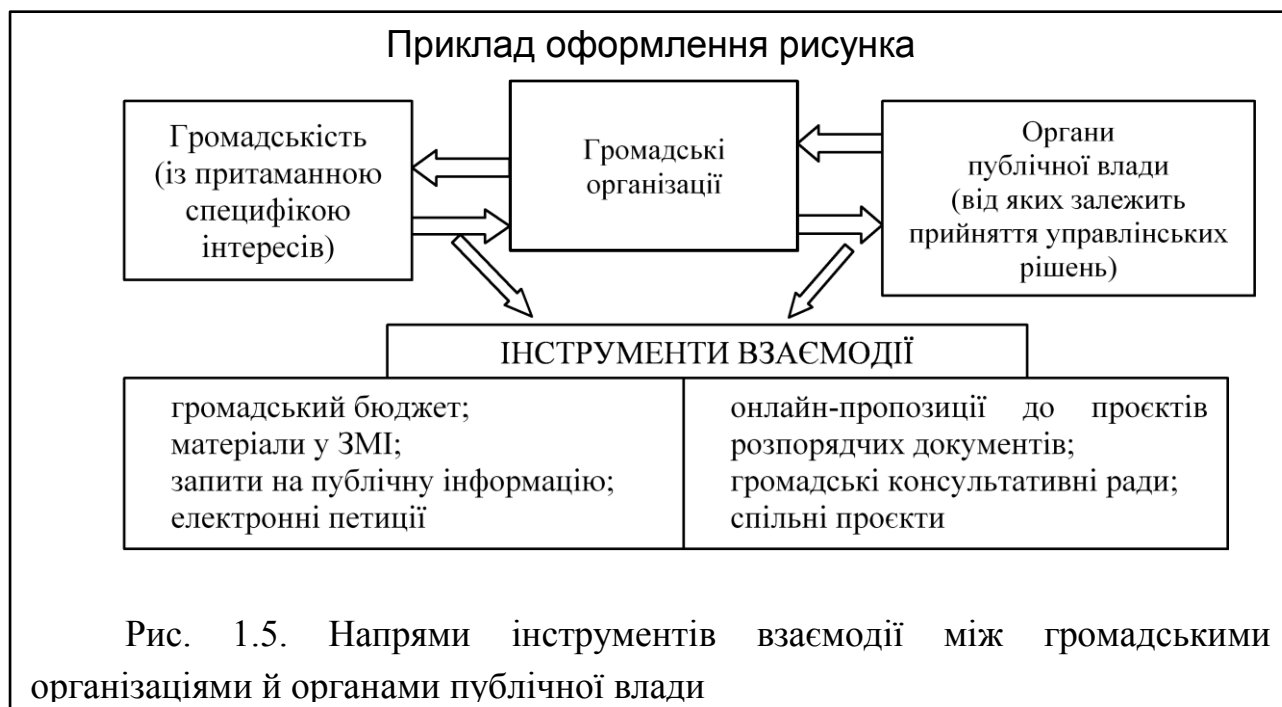 Приклад оформлення рисунка
Громадськість
(із притаманною
специфікою
інтересів)
Громадські
організації
Органи
публічної влади
(від яких залежить
прийняття управлінських
рішень)
ІНСТРУМЕНТИ ВЗАЄМОДІЇ
громадський бюджет;
матеріали у ЗМІ;
запити на публічну інформацію;
електронні петиції
онлайн-пропозиції до проєктів
розпорядчих документів;
громадські консультативні ради;
спільні проєкти
Рис. 1.5. Напрями інструментів взаємодії між громадськими
організаціями й органами публічної влади